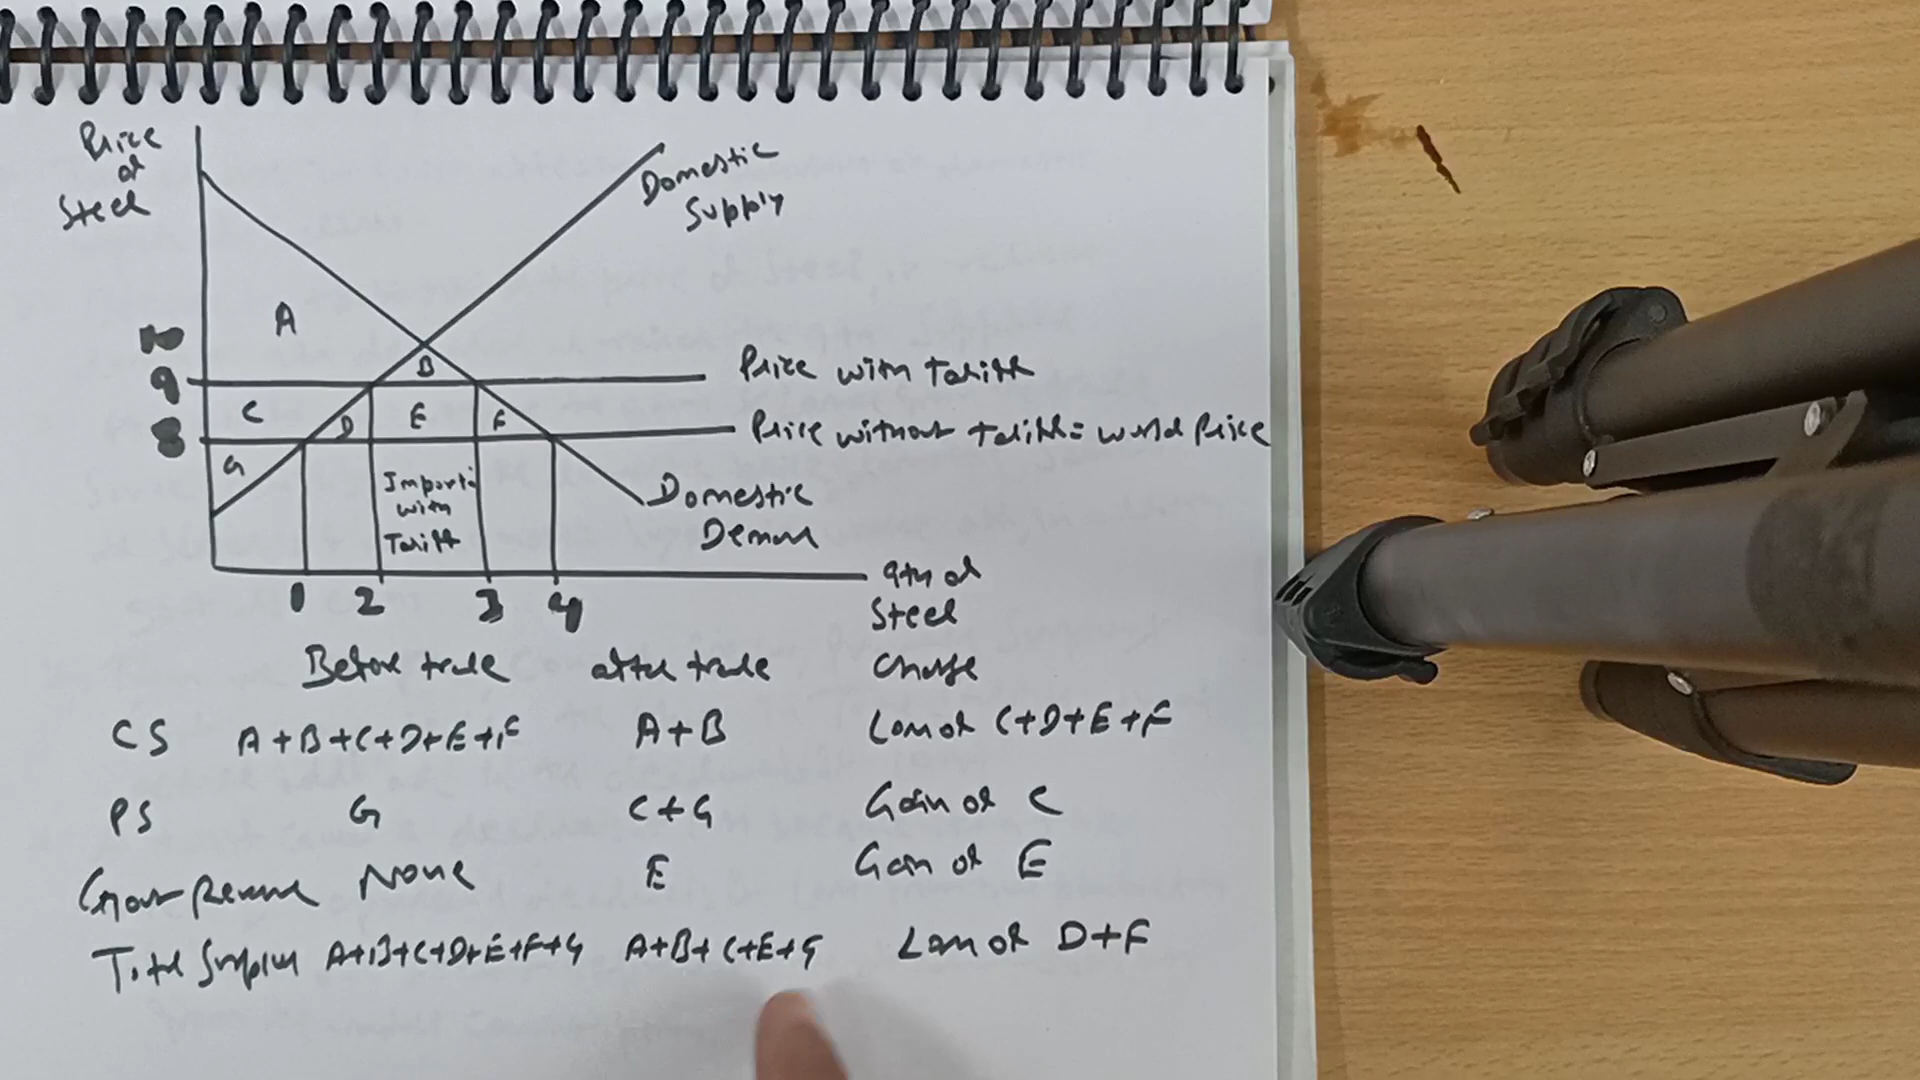 Price
of
Steel
Domestic
Supply
A
10
B
9
Price with Tariff
C D E F
8
Price without Tariff = World Price
G
Imports
with
Tariff
Domestic
Demand
1 2 3 4
Qty of
Steel
Before trade after trade Change
CS A+B+C+D+E+F A+B Loss of C+D+E+F
PS G C+G Gain of C
Govt Revenue None E Gain of E
Total Surplus A+B+C+D+E+F+G A+B+C+E+G Loss of D+F